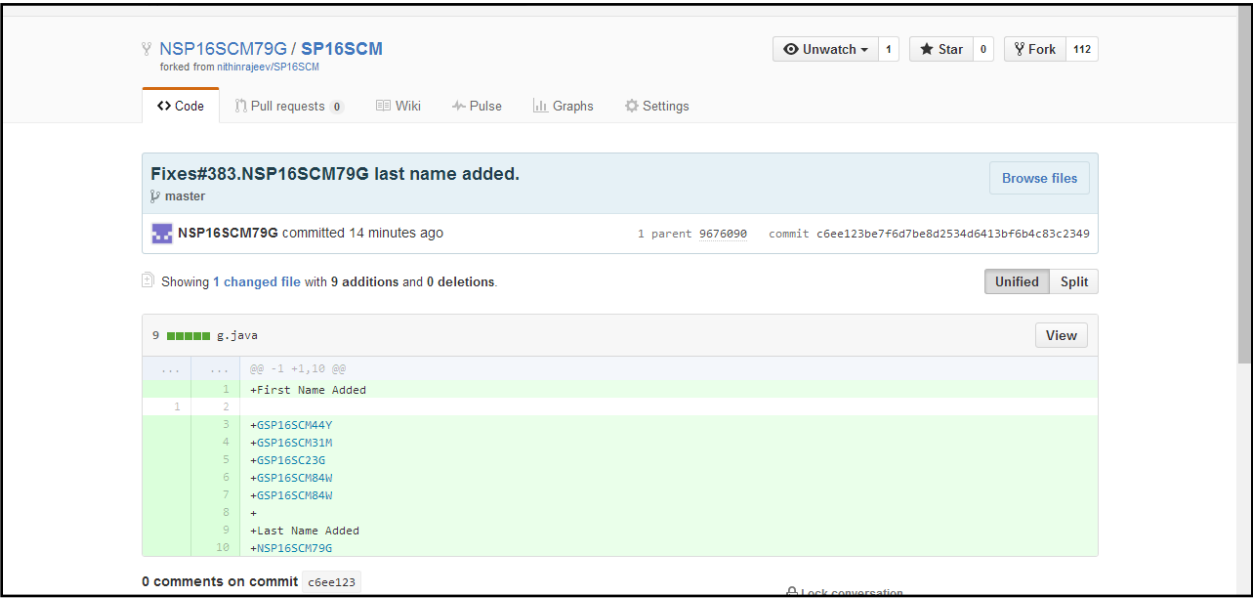 NSP16SCM79G / SP16SCM
forked from nithinrajeev/SP16SCM
Unwatch 1 Star 0 Fork 112
Code Pull requests 0 Wiki Pulse Graphs Settings
Fixes#383.NSP16SCM79G last name added.
master
Browse files
NSP16SCM79G committed 14 minutes ago 1 parent 9676090 commit c6ee123be7f6d7be8d2534d6413bf6b4c83c2349
Showing 1 changed file with 9 additions and 0 deletions.
Unified Split
9 g.java View
... ... @@ -1 +1,10 @@
1 +First Name Added
1 2
3 +GSP16SCM44Y
4 +GSP16SCM31M
5 +GSP16SC23G
6 +GSP16SCM84W
7 +GSP16SCM84W
8 +
9 +Last Name Added
10 +NSP16SCM79G
0 comments on commit c6ee123
Lock conversation